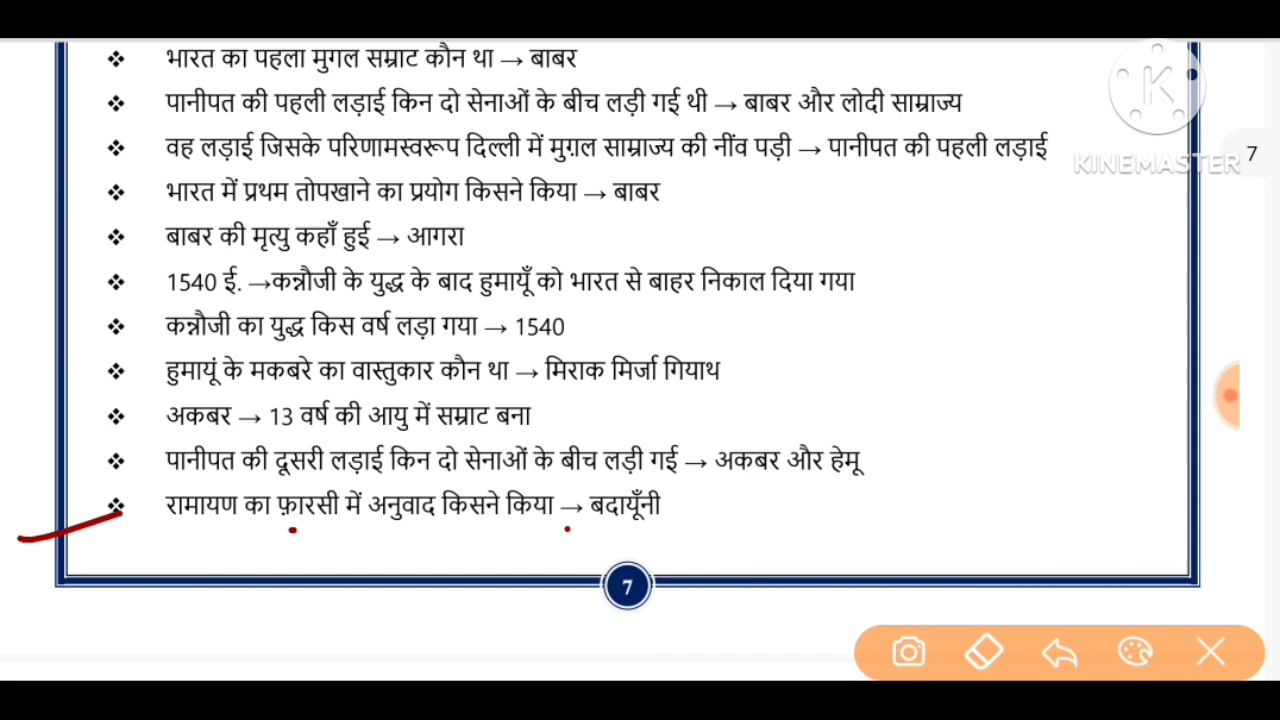 ❖ भारत का पहला मुगल सम्राट कौन था → बाबर
❖ पानीपत की पहली लड़ाई किन दो सेनाओं के बीच लड़ी गई थी → बाबर और लोदी साम्राज्य
❖ वह लड़ाई जिसके परिणामस्वरूप दिल्ली में मुग़ल साम्राज्य की नींव पड़ी → पानीपत की पहली लड़ाई
KINEMASTER
7
❖ भारत में प्रथम तोपखाने का प्रयोग किसने किया → बाबर
❖ बाबर की मृत्यु कहाँ हुई → आगरा
❖ 1540 ई. →कन्नौजी के युद्ध के बाद हुमायूँ को भारत से बाहर निकाल दिया गया
❖ कन्नौजी का युद्ध किस वर्ष लड़ा गया → 1540
❖ हुमायूं के मकबरे का वास्तुकार कौन था → मिराक मिर्जा गियाथ
❖ अकबर → 13 वर्ष की आयु में सम्राट बना
❖ पानीपत की दूसरी लड़ाई किन दो सेनाओं के बीच लड़ी गई → अकबर और हेमू
❖ रामायण का फ़ारसी में अनुवाद किसने किया → बदायूँनी
7